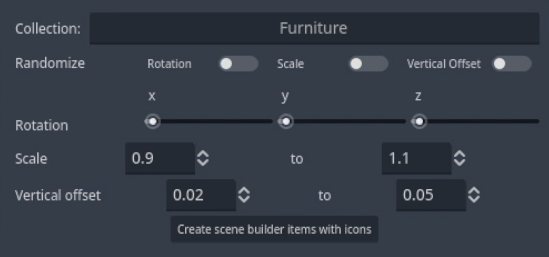 Collection: Furniture
Randomize Rotation Scale Vertical Offset
x y z
Rotation
Scale 0.9 to 1.1
Vertical offset 0.02 to 0.05
Create scene builder items with icons